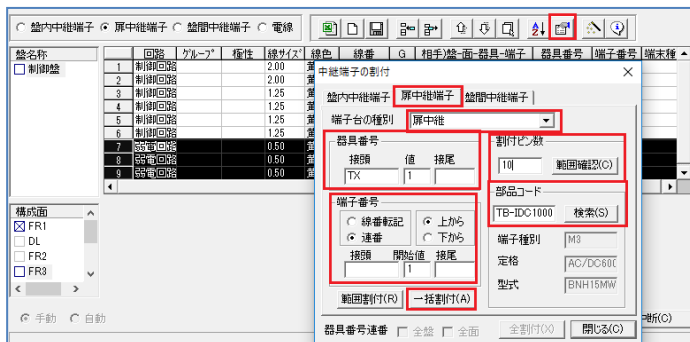 盤内中継端子 扉中継端子 盤間中継端子 電線
盤名称
制御盤
回路 グループ 極性 線サイズ 線色 線番 G 相手)盤-面-器具-端子 器具番号 端子番号 端末種
1 制御回路 2.00 黄
2 制御回路 2.00 黄
3 制御回路 1.25 黄
4 制御回路 1.25 黄
5 制御回路 1.25 黄
6 制御回路 1.25 黄
7 弱電回路 0.50
8 弱電回路 0.50
9 弱電回路 0.50
構成面
FR1
DL
FR2
FR3
手動 自動
中継端子の割付
盤内中継端子 扉中継端子 盤間中継端子
端子台の種別 扉中継
器具番号
接頭 値 接尾
TX 1
端子番号
線番転記 上から
連番 下から
接頭 開始値 接尾
1
範囲割付(R) 一括割付(A)
割付ピン数
10 範囲確認(C)
部品コード
TB-IDC1000 検索(S)
端子種別 M3
定格 AC/DC60(
型式 BNH15MW
器具番号連番 全盤 全面 全割付(X) 閉じる(C)
中断(C)